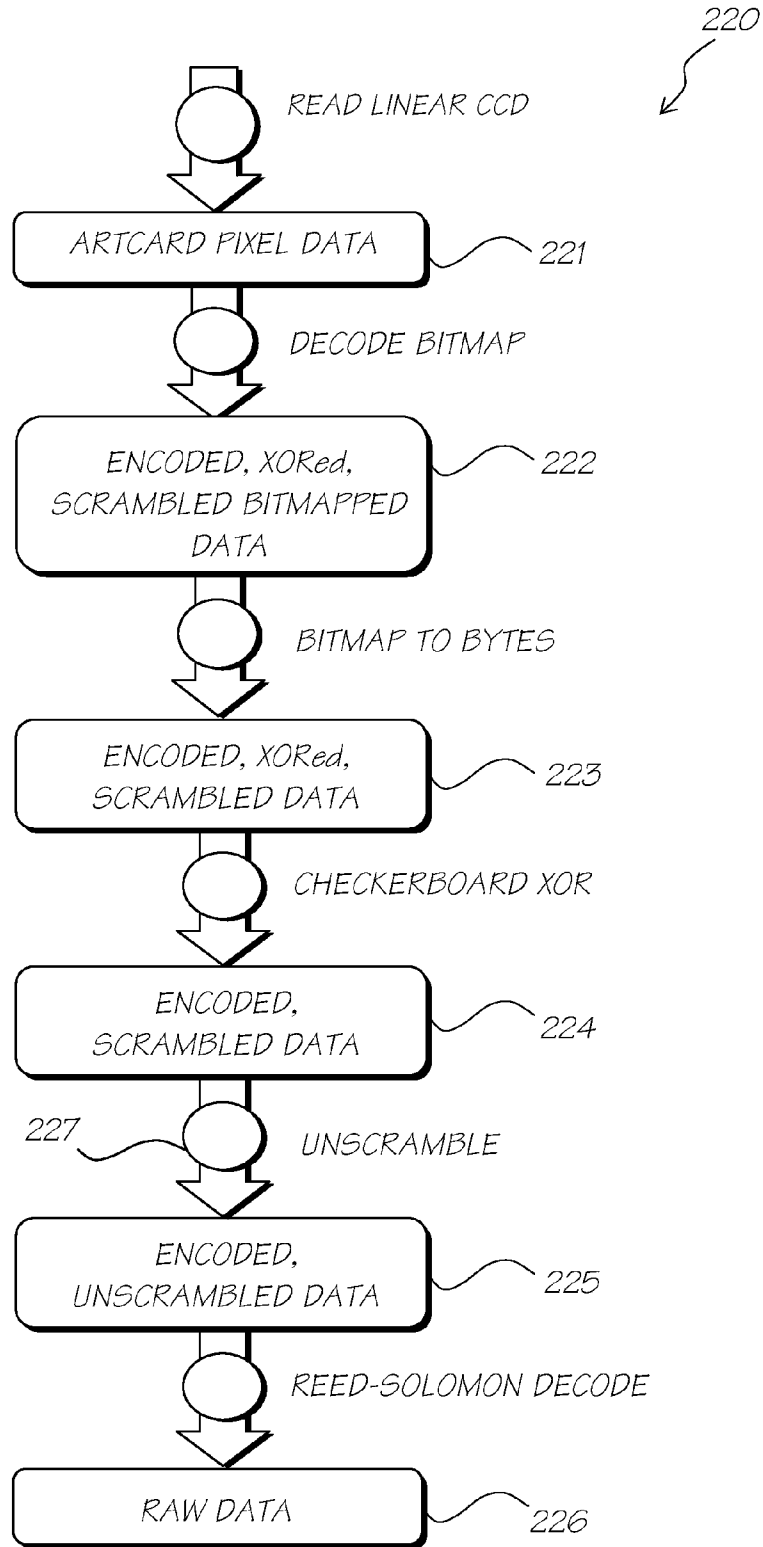 220
READ LINEAR CCD
ARTCARD PIXEL DATA
221
DECODE BITMAP
ENCODED, XORed,
SCRAMBLED BITMAPPED
DATA
222
BITMAP TO BYTES
ENCODED, XORed,
SCRAMBLED DATA
223
CHECKERBOARD XOR
ENCODED,
SCRAMBLED DATA
224
227
UNSCRAMBLE
ENCODED,
UNSCRAMBLED DATA
225
REED-SOLOMON DECODE
RAW DATA
226